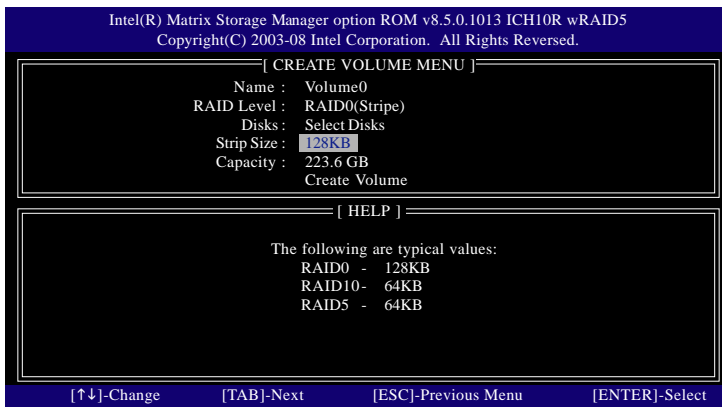 Intel(R) Matrix Storage Manager option ROM v8.5.0.1013 ICH10R wRAID5
Copyright(C) 2003-08 Intel Corporation. All Rights Reversed.
[ CREATE VOLUME MENU ]
Name : Volume0
RAID Level : RAID0(Stripe)
Disks : Select Disks
Strip Size : 128KB
Capacity : 223.6 GB
Create Volume
[ HELP ]
The following are typical values:
RAID0 - 128KB
RAID10- 64KB
RAID5 - 64KB
[↑↓]-Change [TAB]-Next [ESC]-Previous Menu [ENTER]-Select